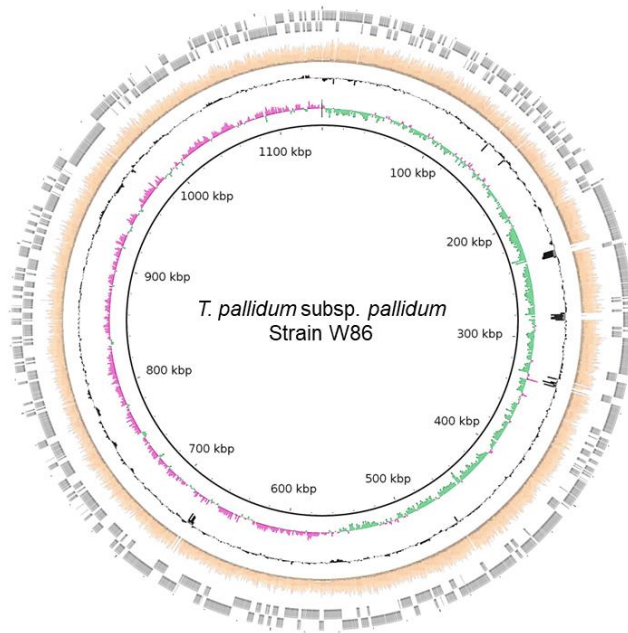 1100 kbp
100 kbp
1000 kbp
200 kbp
900 kbp
T. pallidum subsp. pallidum
Strain W86
300 kbp
800 kbp
400 kbp
700 kbp
500 kbp
600 kbp